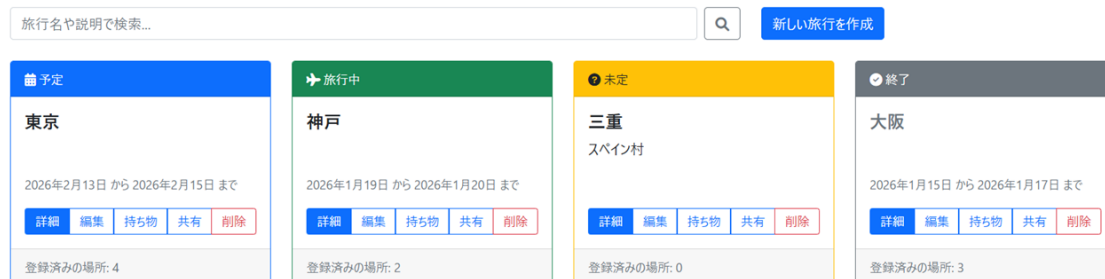 旅行名や説明で検索...
新しい旅行を作成
予定
東京
2026年2月13日 から 2026年2月15日 まで
詳細 編集 持ち物 共有 削除
登録済みの場所: 4
旅行中
神戸
2026年1月19日 から 2026年1月20日 まで
詳細 編集 持ち物 共有 削除
登録済みの場所: 2
未定
三重
スペイン村
詳細 編集 持ち物 共有 削除
登録済みの場所: 0
終了
大阪
2026年1月15日 から 2026年1月17日 まで
詳細 編集 持ち物 共有 削除
登録済みの場所: 3